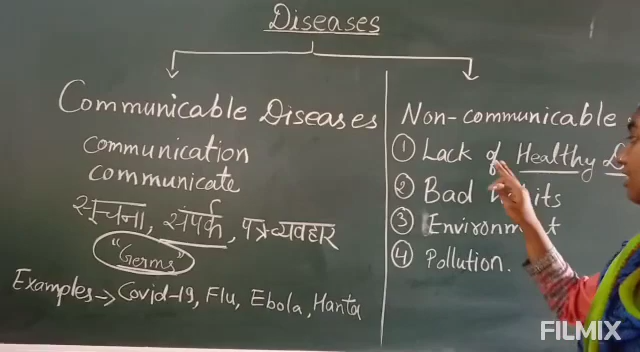 Diseases
Communicable Diseases
communication
communicate
सूचना, संपर्क, पत्रव्यवहार
"Germs"
Examples → Covid-19, Flu, Ebola, Hanta
Non-communicable
① Lack of Healthy
② Bad
③ Environment
④ Pollution.
FILMIX